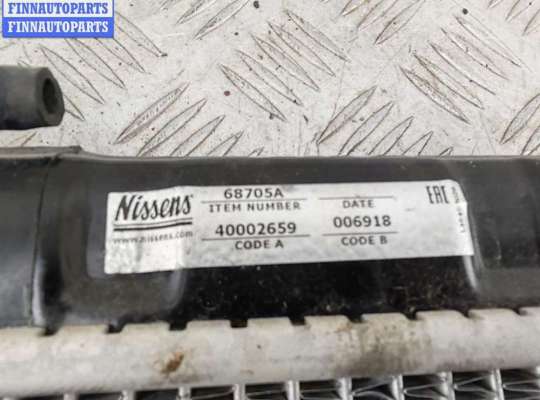 FINNAUTOPARTS
FINNAUTOPARTS
Nissens
www.nissens.com
68705A
ITEM NUMBER
DATE
40002659
006918
CODE A
CODE B
EAC